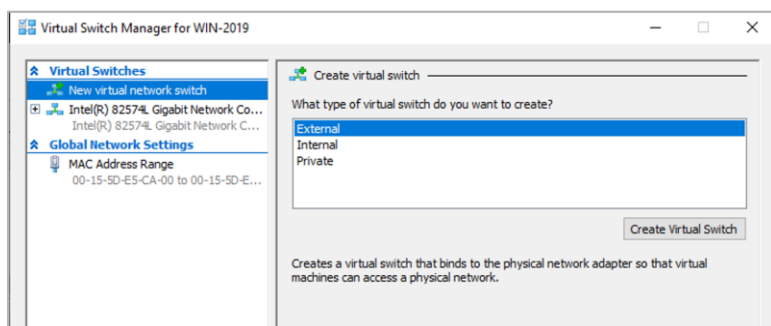 Virtual Switch Manager for WIN-2019
Virtual Switches
New virtual network switch
Intel(R) 82574L Gigabit Network Co...
Intel(R) 82574L Gigabit Network C...
Global Network Settings
MAC Address Range
00-15-5D-E5-CA-00 to 00-15-5D-E...
Create virtual switch
What type of virtual switch do you want to create?
External
Internal
Private
Create Virtual Switch
Creates a virtual switch that binds to the physical network adapter so that virtual
machines can access a physical network.